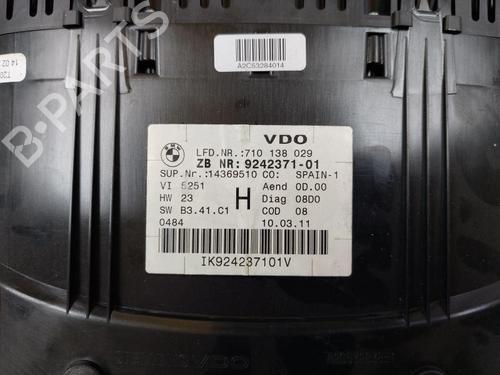 A2C53284014
B-PARTS
VDO
LFD.NR.:710 138 029
ZB NR: 9242371-01
SUP.Nr.:14369510 CO: SPAIN-1
VI 5251 Aend 0D.00
HW 23 H Diag 08D0
SW B3.41.C1 COD 08
0484 10.03.11
IK924237101V
VDO